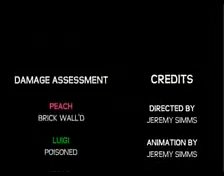 DAMAGE ASSESSMENT
PEACH
BRICK WALL'D
LUIGI
POISONED
CREDITS
DIRECTED BY
JEREMY SIMMS
ANIMATION BY
JEREMY SIMMS